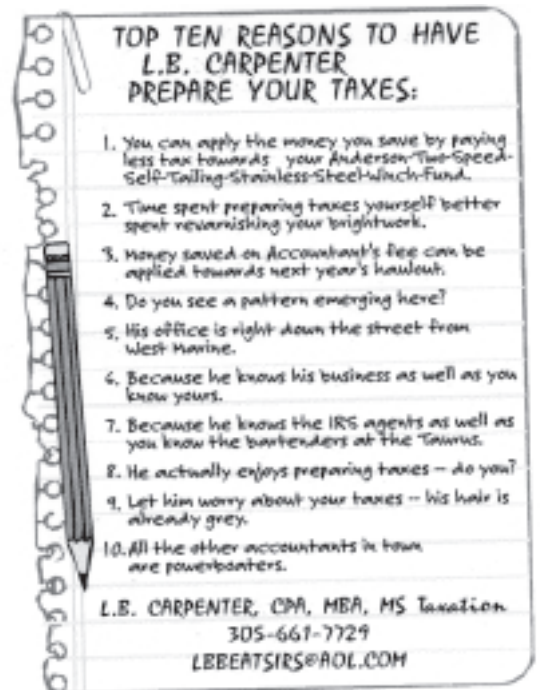 TOP TEN REASONS TO HAVE
L.B. CARPENTER
PREPARE YOUR TAXES:
1. You can apply the money you save by paying
less tax towards your Anderson-Two-Speed-
Self-Tailing-Stainless-Steel-Winch-Fund.
2. Time spent preparing taxes yourself better
spent revarnishing your brightwork.
3. Money saved on Accountant's fee can be
applied towards next year's haulout.
4. Do you see a pattern emerging here?
5. His office is right down the street from
West Marine.
6. Because he knows his business as well as you
know yours.
7. Because he knows the IRS agents as well as
you know the bartenders at the Taurus.
8. He actually enjoys preparing taxes – do you?
9. Let him worry about your taxes – his hair is
already grey.
10. All the other accountants in town
are powerboaters.
L.B. CARPENTER, CPA, MBA, MS Taxation
305-661-7729
LBBEATSIRS@AOL.COM